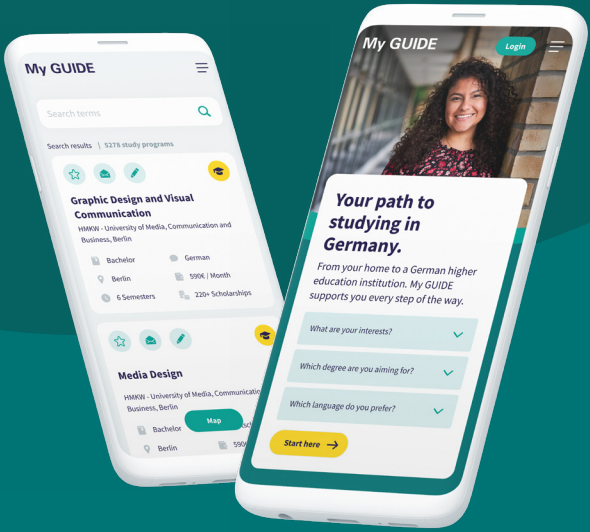 My GUIDE
Search terms
Search results | 5278 study programs
Graphic Design and Visual
Communication
HMKW - University of Media, Communication and
Business, Berlin
Bachelor
German
Berlin
590€ / Month
6 Semesters
220+ Scholarships
Media Design
HMKW - University of Media, Communication
Business, Berlin
Bachelor
Berlin
590€
Map
My GUIDE
Login
Your path to
studying in
Germany.
From your home to a German higher
education institution. My GUIDE
supports you every step of the way.
What are your interests?
Which degree are you aiming for?
Which language do you prefer?
Start here